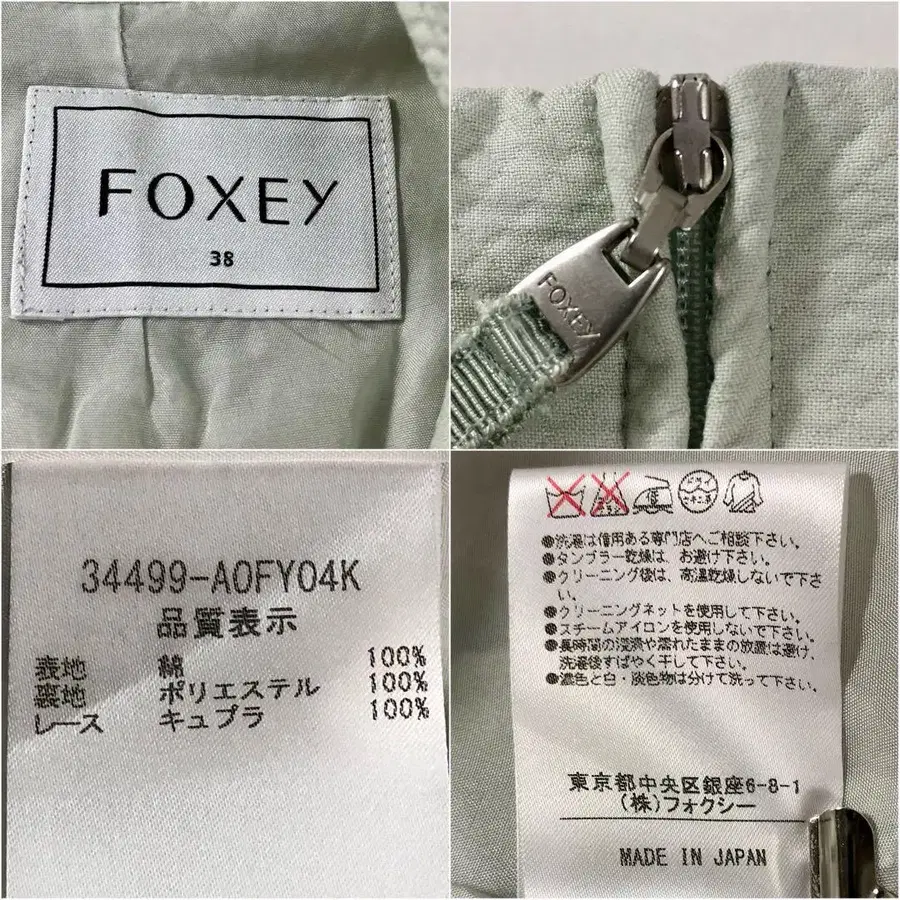 FOXEY
38
FOXEY
34499-A0FY04K
品質表示
表地 綿 100%
裏地 ポリエステル 100%
レース キュプラ 100%
●洗濯は信用ある専門店へご相談下さい。
●タンブラー乾燥は、お避け下さい。
●クリーニング後は、高温乾燥しないで下さ
い。
●クリーニングネットを使用して下さい。
●スチームアイロンを使用しないで下さい。
●長時間の浸漬や濡れたままの放置は避け、
洗濯後すばやく干して下さい。
●濃色と白・淡色物は分けて洗って下さい。
東京都中央区銀座6-8-1
(株)フォクシー
MADE IN JAPAN